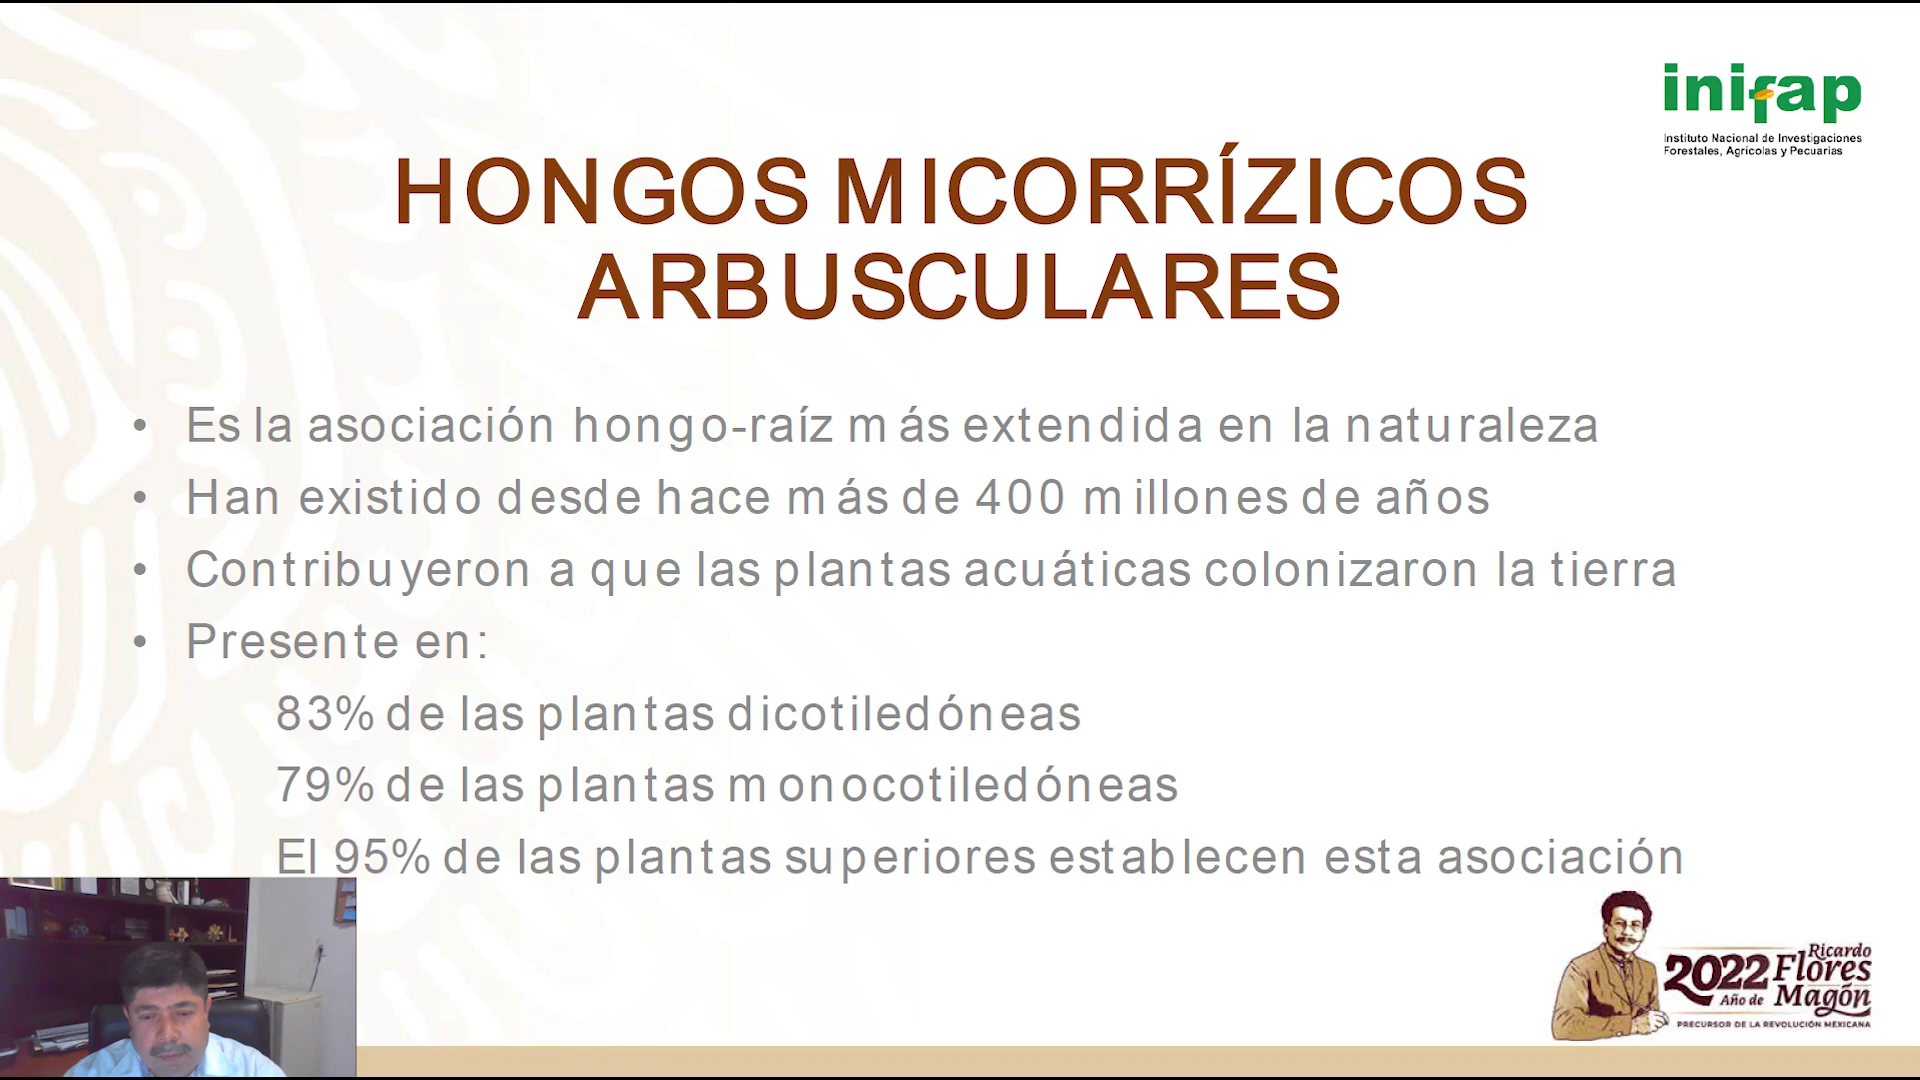 inifap
Instituto Nacional de Investigaciones
Forestales, Agrícolas y Pecuarias
HONGOS MICORRÍZICOS
ARBUSCULARES
• Es la asociación hongo-raíz más extendida en la naturaleza
• Han existido desde hace más de 400 millones de años
• Contribuyeron a que las plantas acuáticas colonizaron la tierra
• Presente en:
83% de las plantas dicotiledóneas
79% de las plantas monocotiledóneas
El 95% de las plantas superiores establecen esta asociación
2022 Ricardo
Flores
Año de Magón
PRECURSOR DE LA REVOLUCIÓN MEXICANA